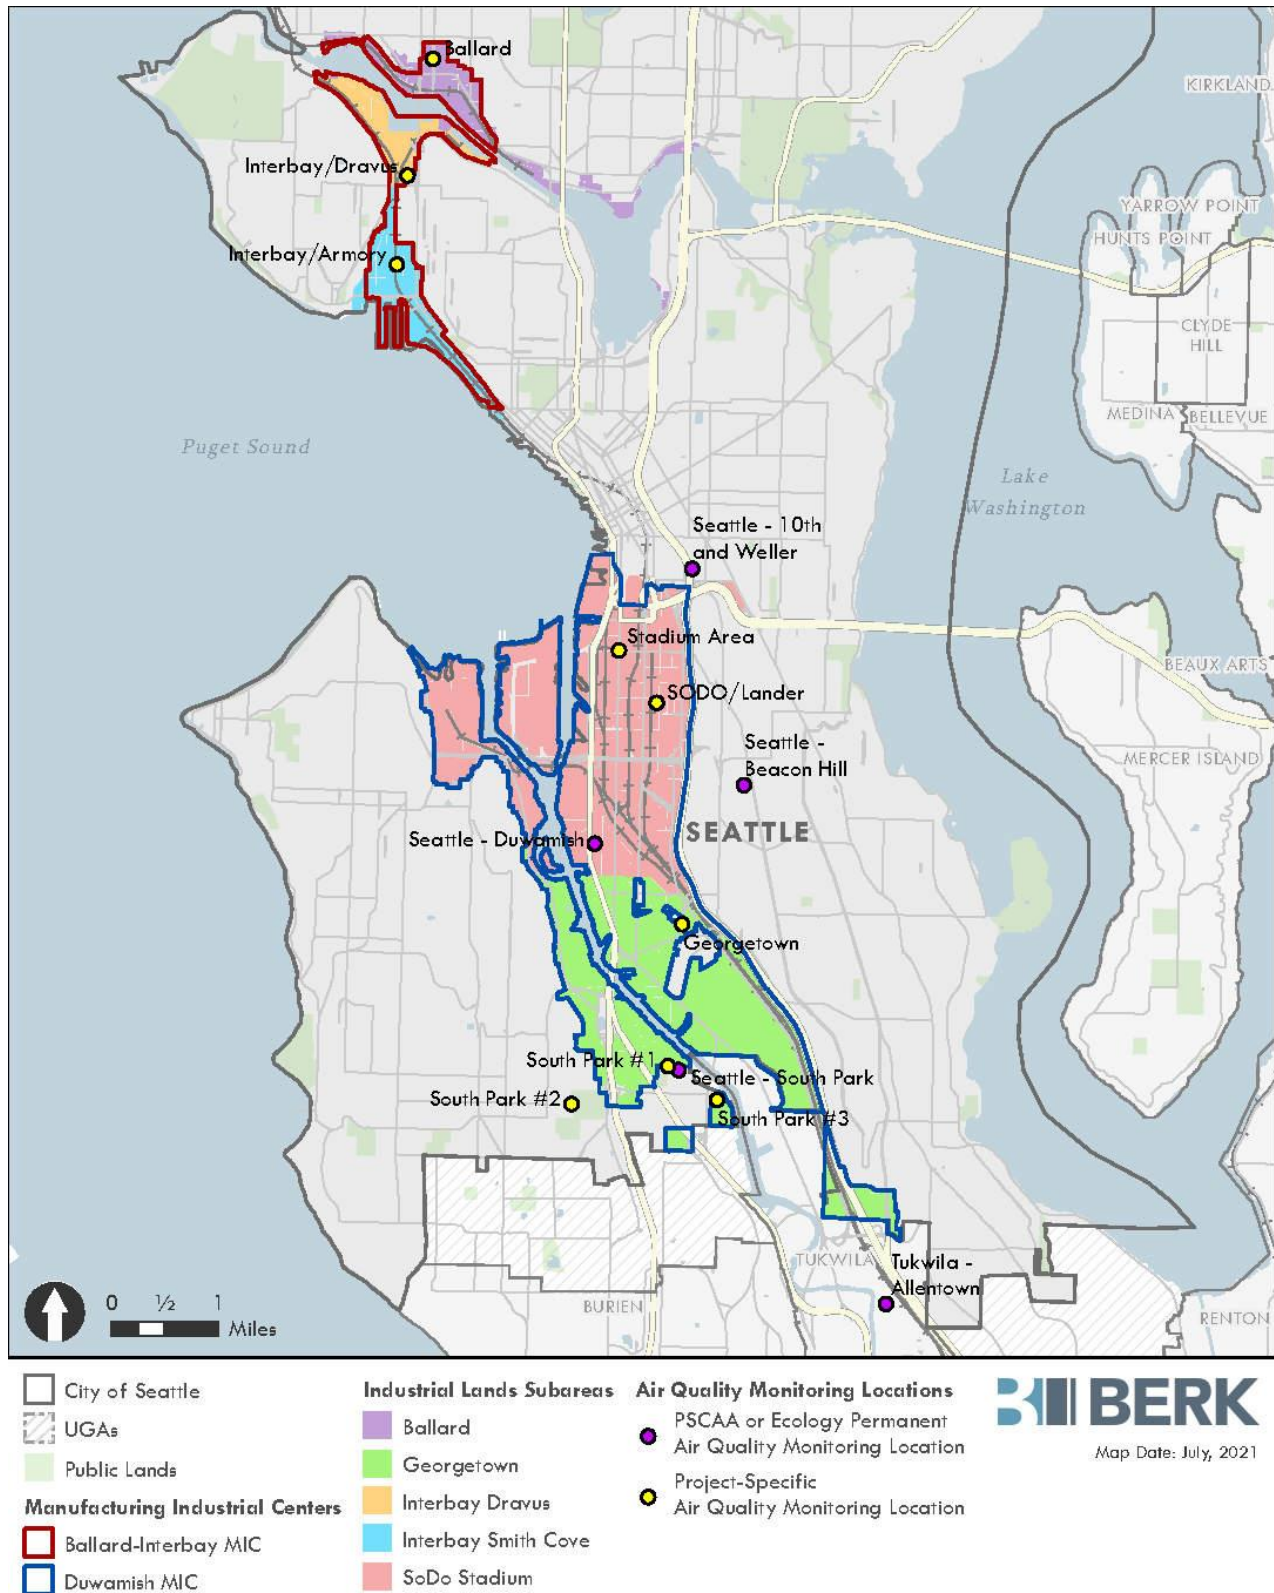 Ballard
KIRKLAND
Interbay/Dravus
YARROW POINT
HUNTS POINT
Interbay/Armory
CLYDE
HILL
MEDINA
BELLEVUE
Puget Sound
Lake
Washington
Seattle - 10th
and Weller
Stadium Area
BEAUX ARTS
SODO/Lander
Seattle -
Beacon Hill
MERCER ISLAND
SEATTLE
Seattle - Duwamish
Georgetown
South Park #1
Seattle - South Park
South Park #2
South Park #3
TUKWILA
Tukwila -
Allentown
BURIEN
RENTON
0 ½ 1
Miles
City of Seattle
UGAs
Public Lands
Manufacturing Industrial Centers
Ballard-Interbay MIC
Duwamish MIC
Industrial Lands Subareas
Ballard
Georgetown
Interbay Dravus
Interbay Smith Cove
SoDo Stadium
Air Quality Monitoring Locations
PSCAA or Ecology Permanent
Air Quality Monitoring Location
Project-Specific
Air Quality Monitoring Location
BERK
Map Date: July, 2021